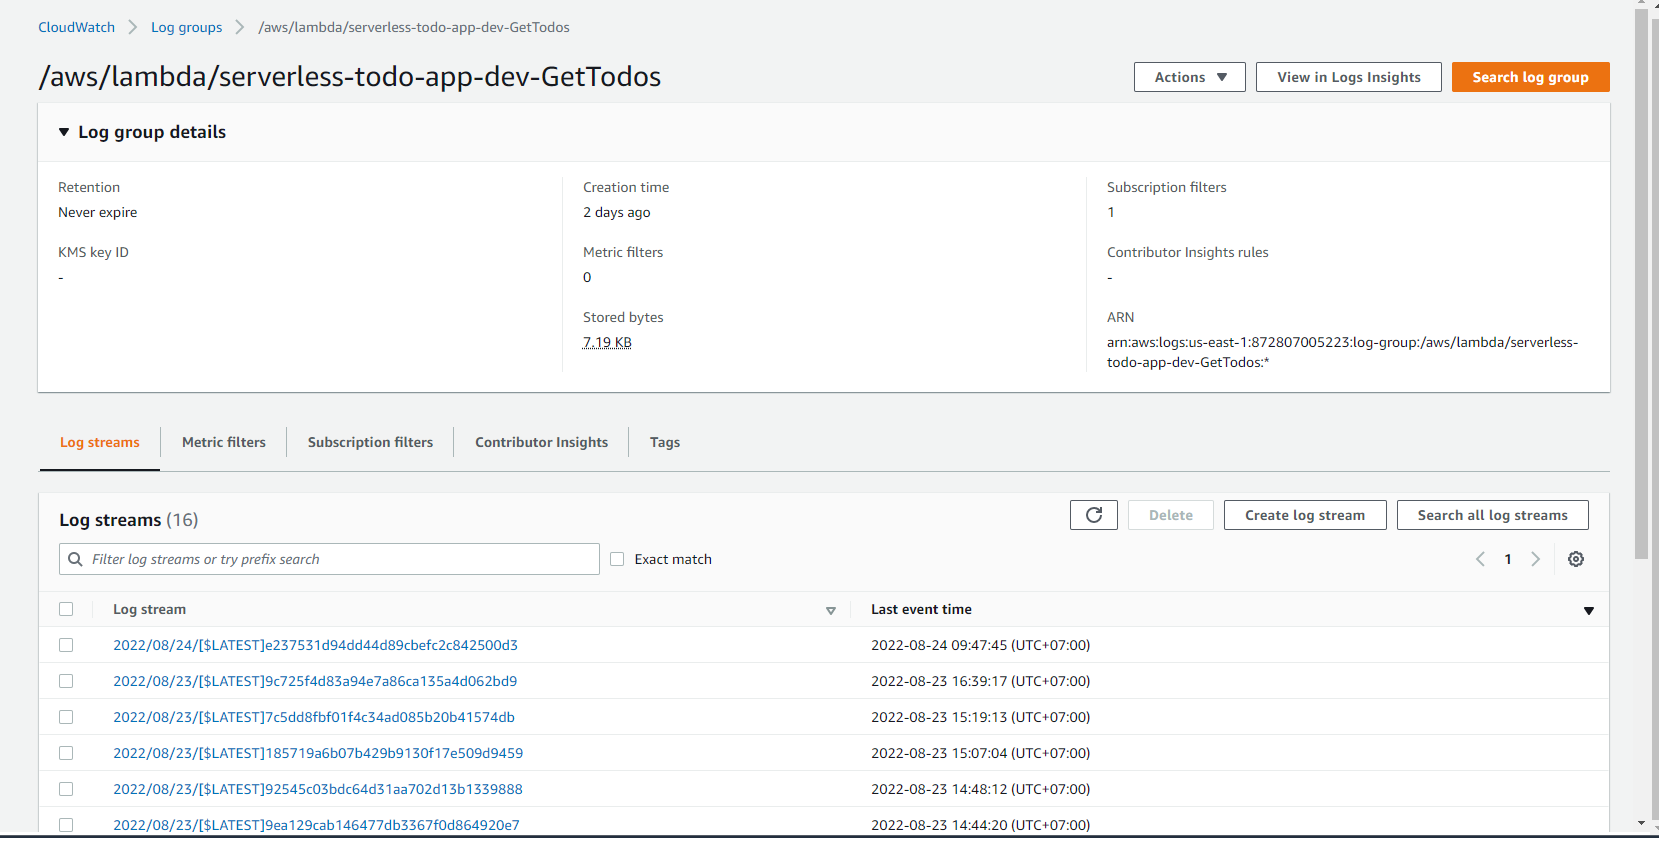 CloudWatch > Log groups > /aws/lambda/serverless-todo-app-dev-GetTodos
/aws/lambda/serverless-todo-app-dev-GetTodos
Actions ▼ View in Logs Insights Search log group
▼ Log group details
Retention
Never expire
KMS key ID
-
Creation time
2 days ago
Metric filters
0
Stored bytes
7.19 KB
Subscription filters
1
Contributor Insights rules
-
ARN
arn:aws:logs:us-east-1:872807005223:log-group:/aws/lambda/serverless-
todo-app-dev-GetTodos:*
Log streams Metric filters Subscription filters Contributor Insights Tags
Log streams (16)
Delete Create log stream Search all log streams
Filter log streams or try prefix search Exact match < 1 >
Log stream Last event time
2022/08/24/[$LATEST]e237531d94dd44d89cbefc2c842500d3 2022-08-24 09:47:45 (UTC+07:00)
2022/08/23/[$LATEST]9c725f4d83a94e7a86ca135a4d062bd9 2022-08-23 16:39:17 (UTC+07:00)
2022/08/23/[$LATEST]7c5dd8fbf01f4c34ad085b20b41574db 2022-08-23 15:19:13 (UTC+07:00)
2022/08/23/[$LATEST]185719a6b07b429b9130f17e509d9459 2022-08-23 15:07:04 (UTC+07:00)
2022/08/23/[$LATEST]92545c03bdc64d31aa702d13b1339888 2022-08-23 14:48:12 (UTC+07:00)
2022/08/23/[$LATEST]9ea129cab146477db3367f0d864920e7 2022-08-23 14:44:20 (UTC+07:00)